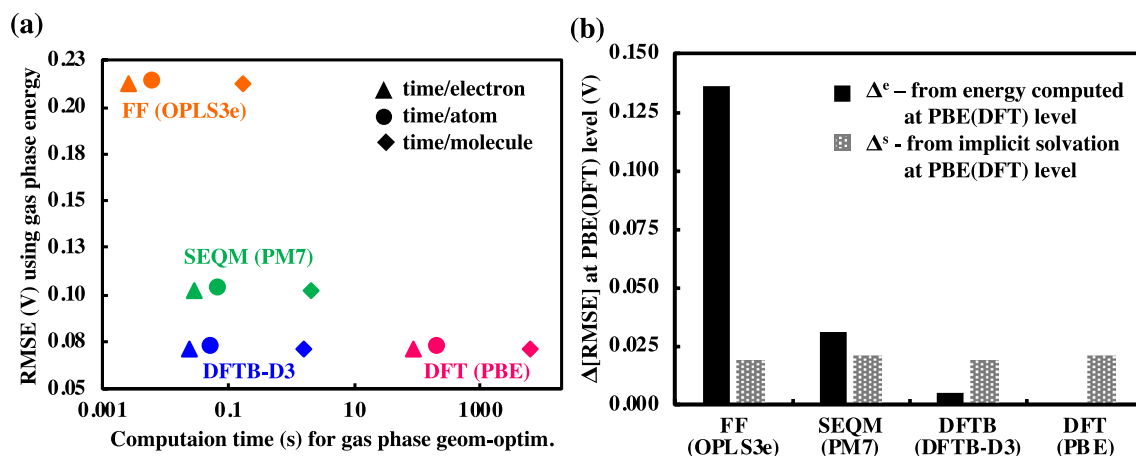 (a)
RMSE (V) using gas phase energy
0.23
0.20
0.18
0.15
0.13
0.10
0.08
0.05
0.001
0.1
10
1000
Computaion time (s) for gas phase geom-optim.
FF (OPLS3e)
time/electron
time/atom
time/molecule
SEQM (PM7)
DFTB-D3
DFT (PBE)
(b)
Δ[RMSE] at PBE(DFT) level (V)
0.150
0.125
0.100
0.075
0.050
0.025
0.000
Δᵉ – from energy computed
at PBE(DFT) level
Δˢ - from implicit solvation
at PBE(DFT) level
FF
(OPLS3e)
SEQM
(PM7)
DFTB
(DFTB-D3)
DFT
(PBE)